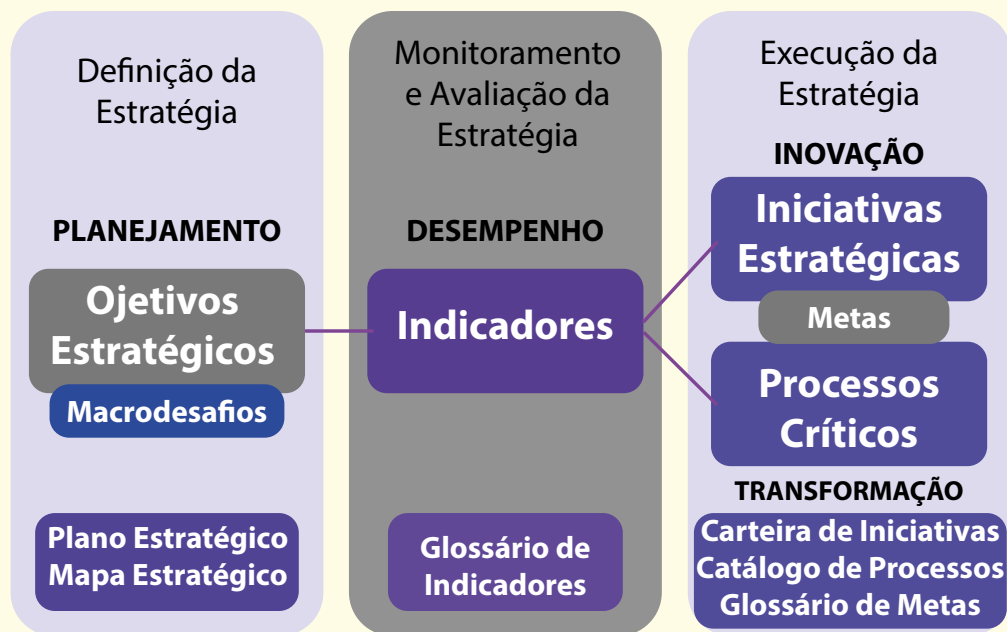 Definição da
Estratégia
PLANEJAMENTO
Ojetivos
Estratégicos
Macrodesafios
Plano Estratégico
Mapa Estratégico
Monitoramento
e Avaliação da
Estratégia
DESEMPENHO
Indicadores
Glossário de
Indicadores
Execução da
Estratégia
INOVAÇÃO
Iniciativas
Estratégicas
Metas
Processos
Críticos
TRANSFORMAÇÃO
Carteira de Iniciativas
Catálogo de Processos
Glossário de Metas